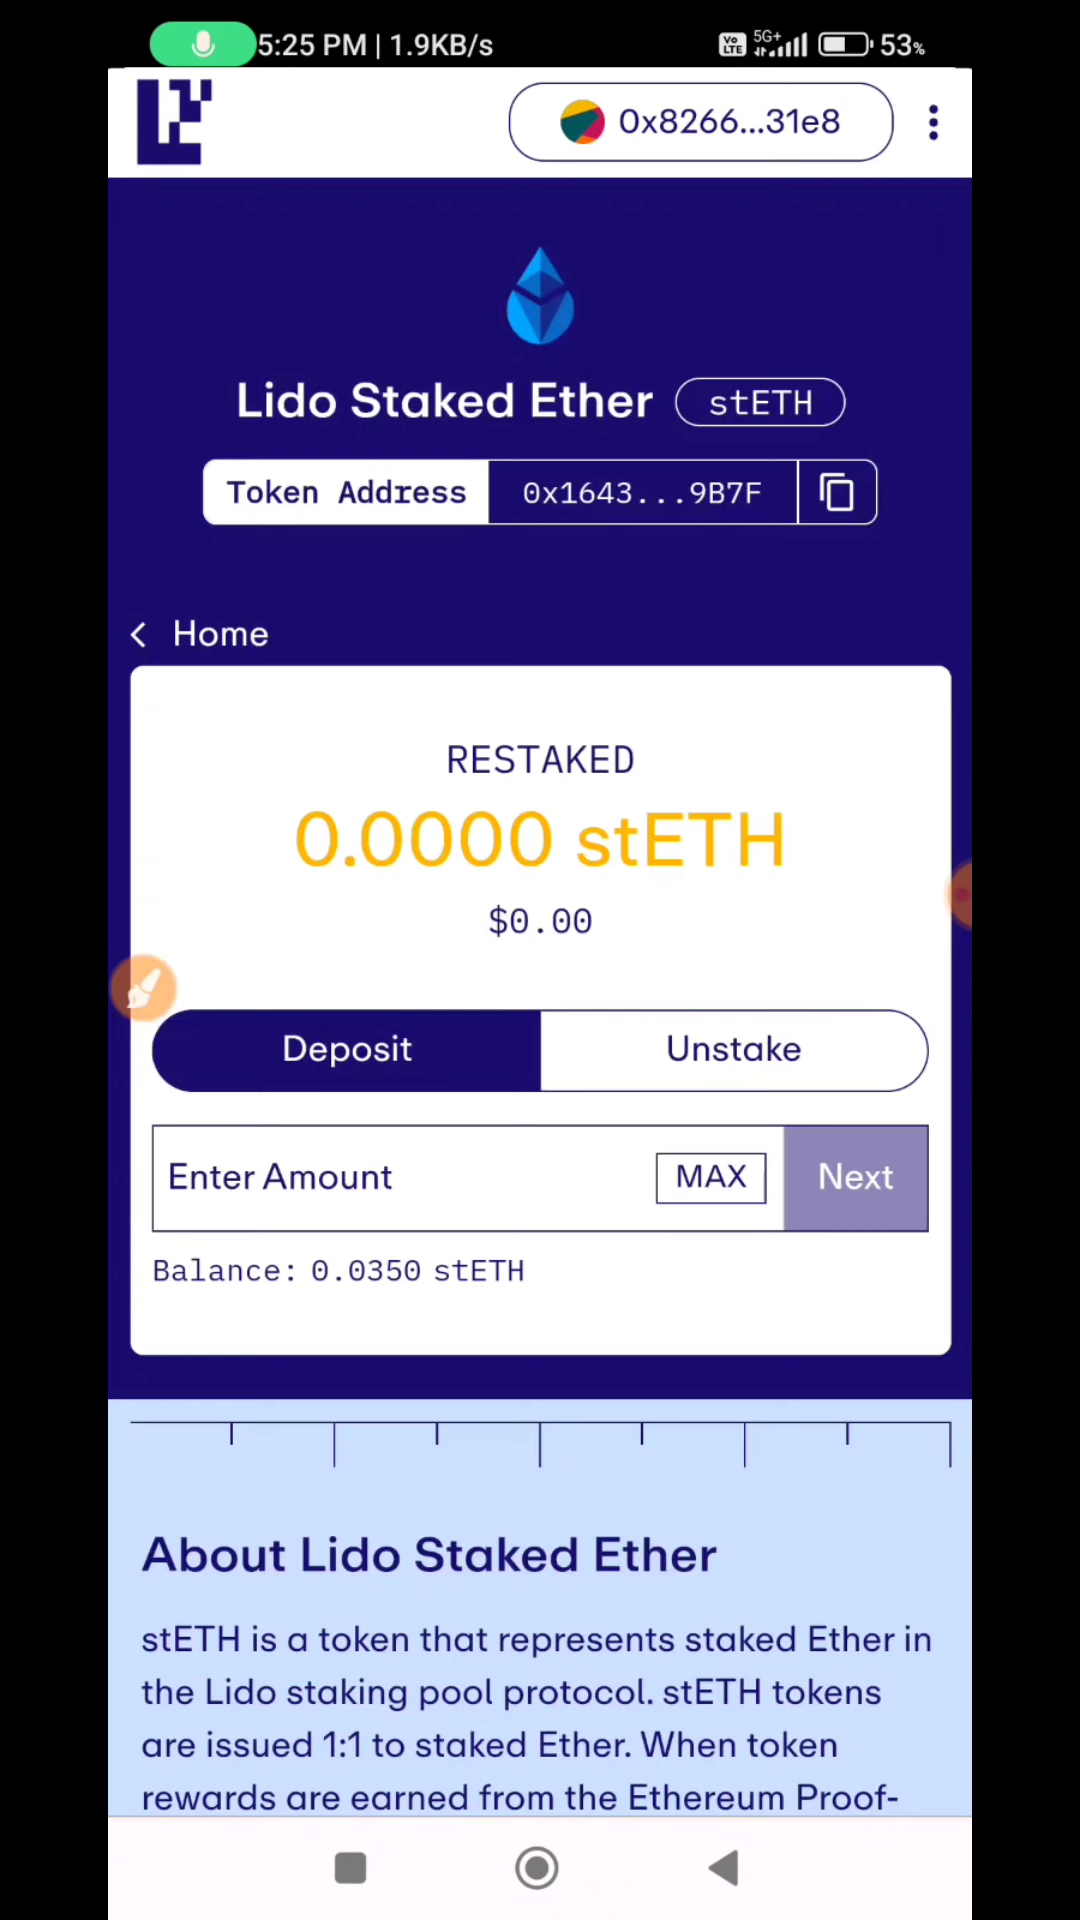 5:25 PM | 1.9KB/s Vo LTE 5G+ 53%
0x8266...31e8
Lido Staked Ether stETH
Token Address 0x1643...9B7F
Home
RESTAKED
0.0000 stETH
$0.00
Deposit Unstake
Enter Amount MAX Next
Balance: 0.0350 stETH
About Lido Staked Ether
stETH is a token that represents staked Ether in
the Lido staking pool protocol. stETH tokens
are issued 1:1 to staked Ether. When token
rewards are earned from the Ethereum Proof-